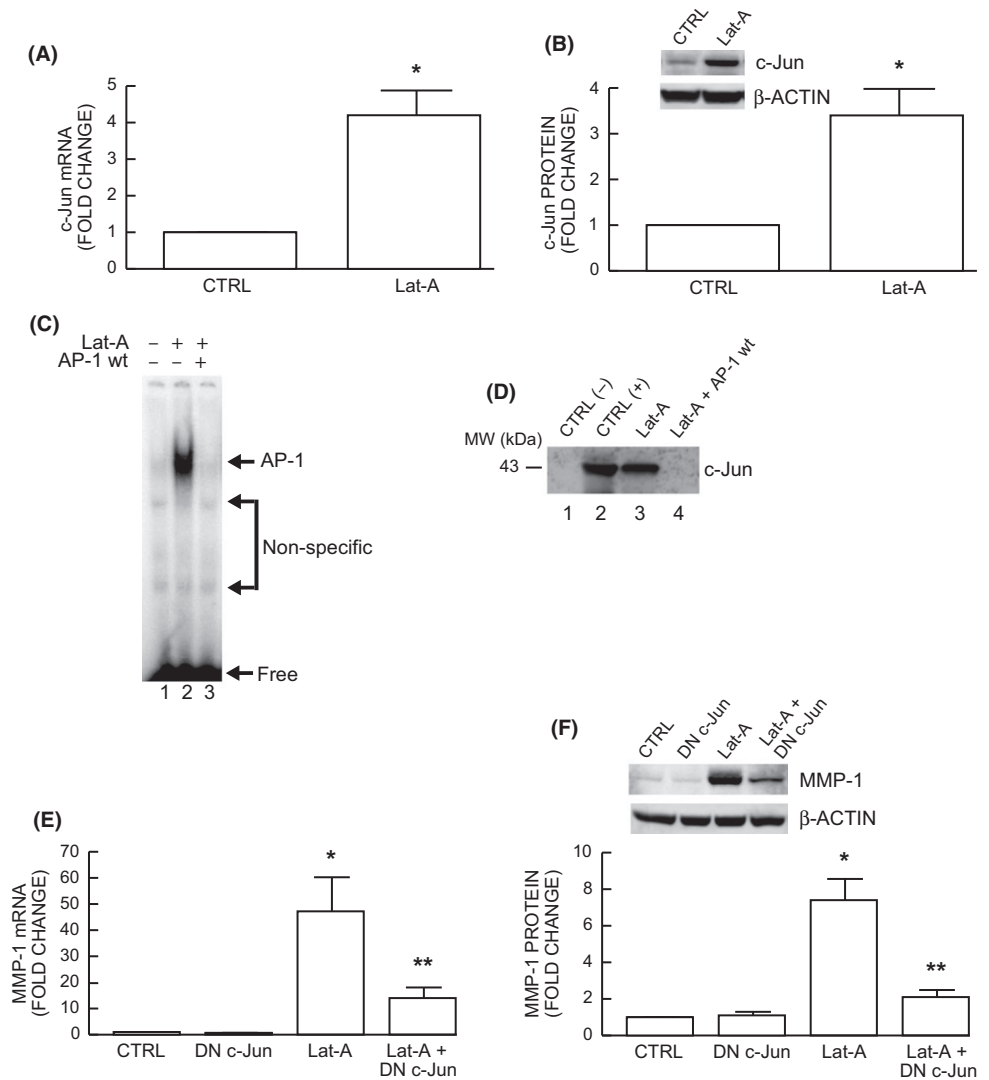 (A)
c-Jun mRNA
(FOLD CHANGE)
5
4
3
2
1
0
*
CTRL
Lat-A
(B)
CTRL
Lat-A
c-Jun
β-ACTIN
c-Jun PROTEIN
(FOLD CHANGE)
4
3
2
1
0
*
CTRL
Lat-A
(C)
Lat-A – + +
AP-1 wt – – +
AP-1
Non-specific
Free
1 2 3
(D)
CTRL (–)
CTRL (+)
Lat-A
Lat-A + AP-1 wt
MW (kDa)
43
c-Jun
1 2 3 4
(E)
MMP-1 mRNA
(FOLD CHANGE)
70
60
50
40
30
20
10
0
*
**
CTRL
DN c-Jun
Lat-A
Lat-A +
DN c-Jun
(F)
CTRL
DN c-Jun
Lat-A
Lat-A +
DN c-Jun
MMP-1
β-ACTIN
MMP-1 PROTEIN
(FOLD CHANGE)
10
8
6
4
2
0
*
**
CTRL
DN c-Jun
Lat-A
Lat-A +
DN c-Jun